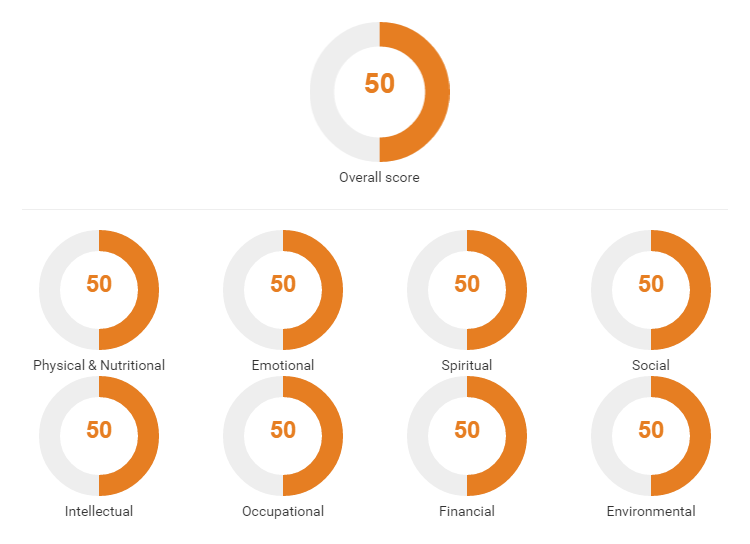 50
Overall score
50
50
50
50
Physical & Nutritional
Emotional
Spiritual
Social
50
50
50
50
Intellectual
Occupational
Financial
Environmental